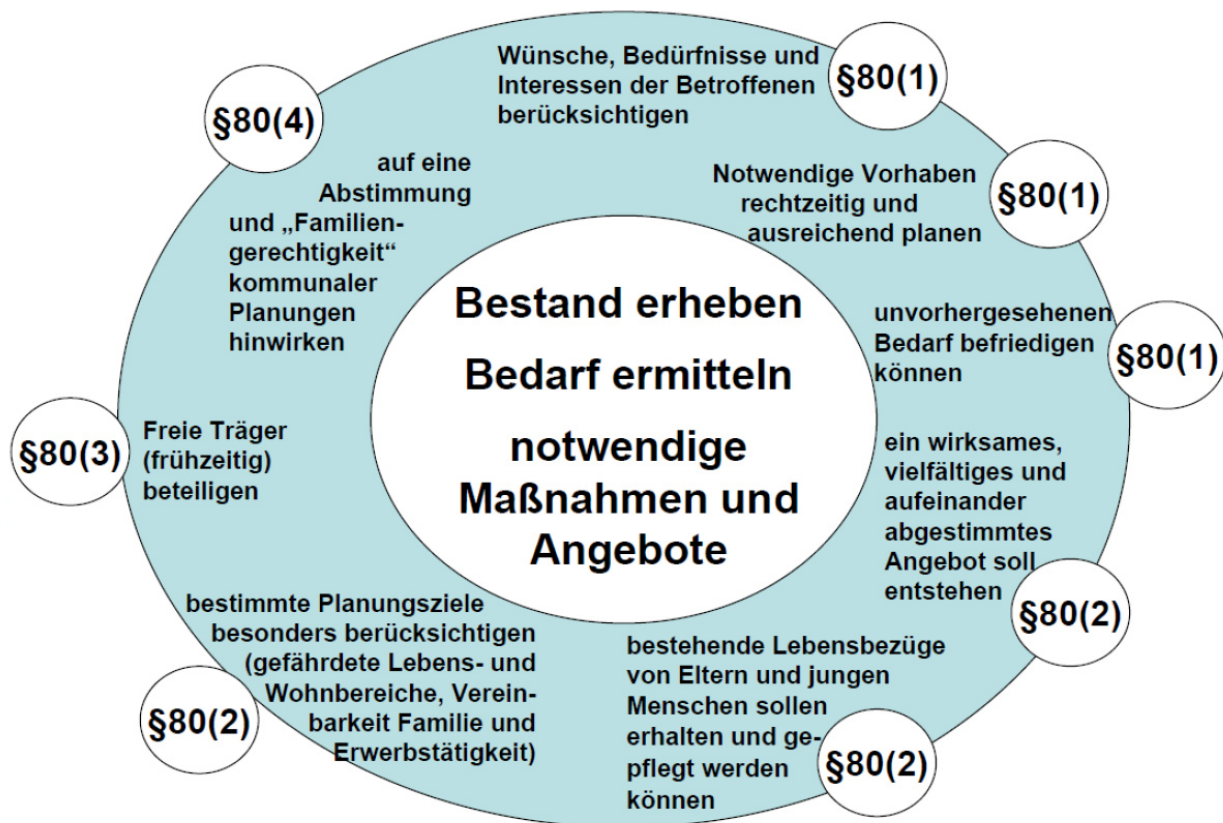 Wünsche, Bedürfnisse und
Interessen der Betroffenen
berücksichtigen
§80(1)
Notwendige Vorhaben
rechtzeitig und
ausreichend planen
§80(1)
unvorhergesehenen
Bedarf befriedigen
können
§80(1)
ein wirksames,
vielfältiges und
aufeinander
abgestimmtes
Angebot soll
entstehen
§80(2)
bestehende Lebensbezüge
von Eltern und jungen
Menschen sollen
erhalten und ge-
pflegt werden
können
§80(2)
bestimmte Planungsziele
besonders berücksichtigen
(gefährdete Lebens- und
Wohnbereiche, Verein-
barkeit Familie und
Erwerbstätigkeit)
§80(2)
Freie Träger
(frühzeitig)
beteiligen
§80(3)
auf eine
Abstimmung
und „Familien-
gerechtigkeit“
kommunaler
Planungen
hinwirken
§80(4)
Bestand erheben
Bedarf ermitteln
notwendige
Maßnahmen und
Angebote